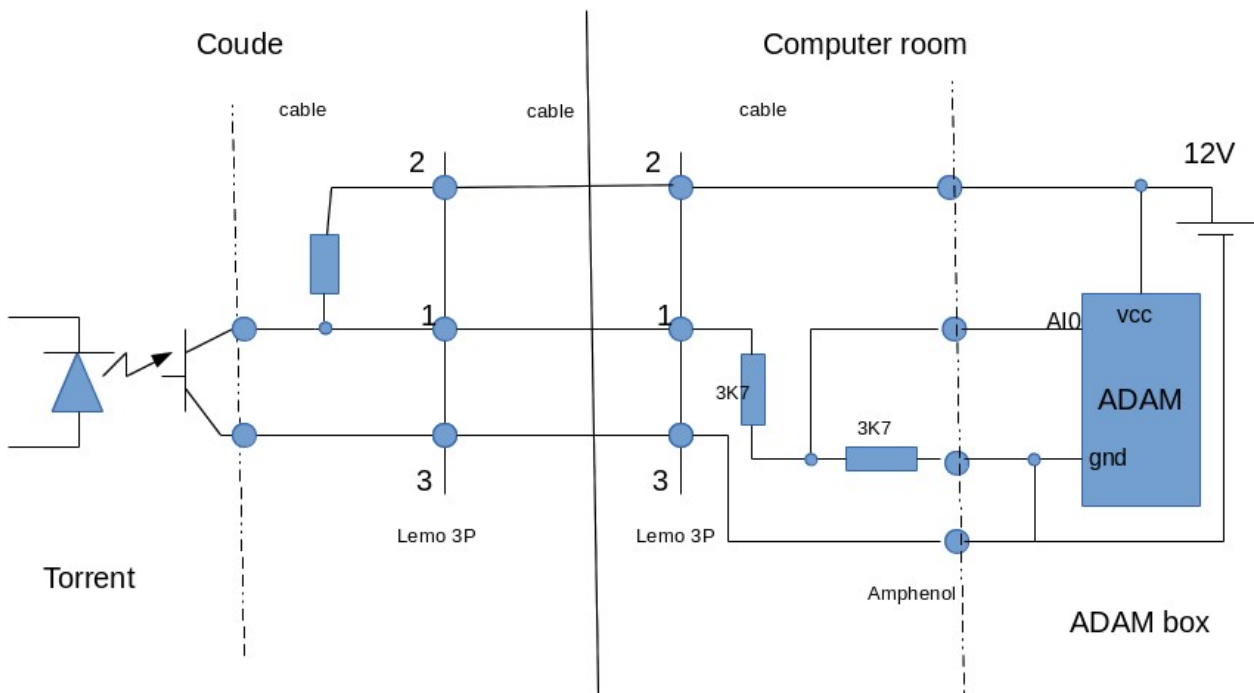 Coude
Computer room
cable
cable
cable
2
2
12V
1
1
AI0
vcc
3K7
ADAM
3K7
gnd
3
3
Lemo 3P
Lemo 3P
Torrent
Amphenol
ADAM box